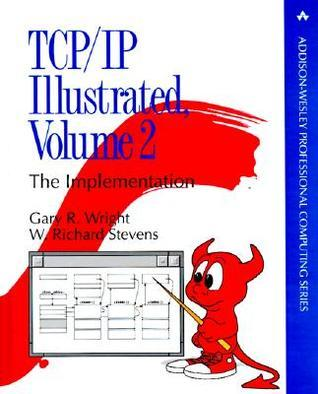 TCP/IP
Illustrated,
Volume 2
The Implementation
Gary R. Wright
W. Richard Stevens
ADDISON-WESLEY PROFESSIONAL COMPUTING SERIES